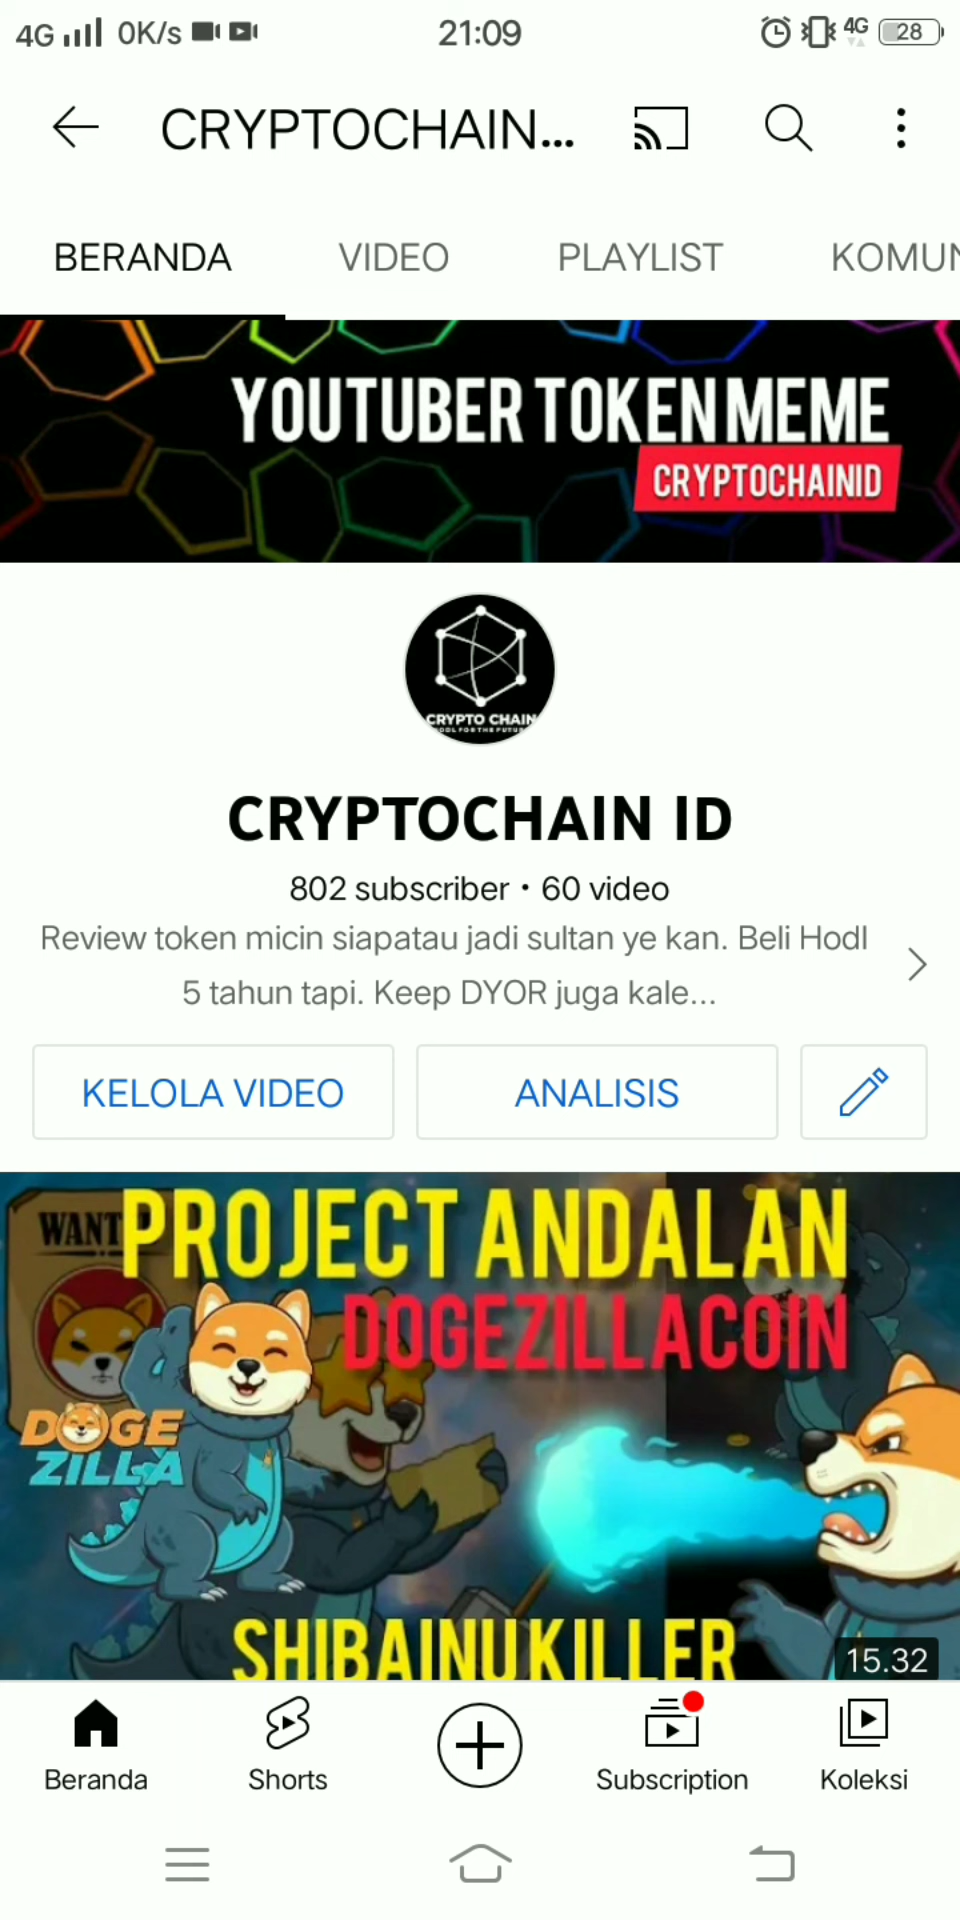 4G 0K/s 21:09 4G 28
CRYPTOCHAIN...
BERANDA VIDEO PLAYLIST KOMUN
YOUTUBER TOKEN MEME
CRYPTOCHAINID
CRYPTO CHAIN
CRYPTOCHAIN ID
802 subscriber • 60 video
Review token micin siapatau jadi sultan ye kan. Beli Hodl
5 tahun tapi. Keep DYOR juga kale...
KELOLA VIDEO ANALISIS
WANT
PROJECT ANDALAN
DOGEZILLACOIN
DOGE
ZILLA
SHIBAINUKILLER
15.32
Beranda Shorts Subscription Koleksi